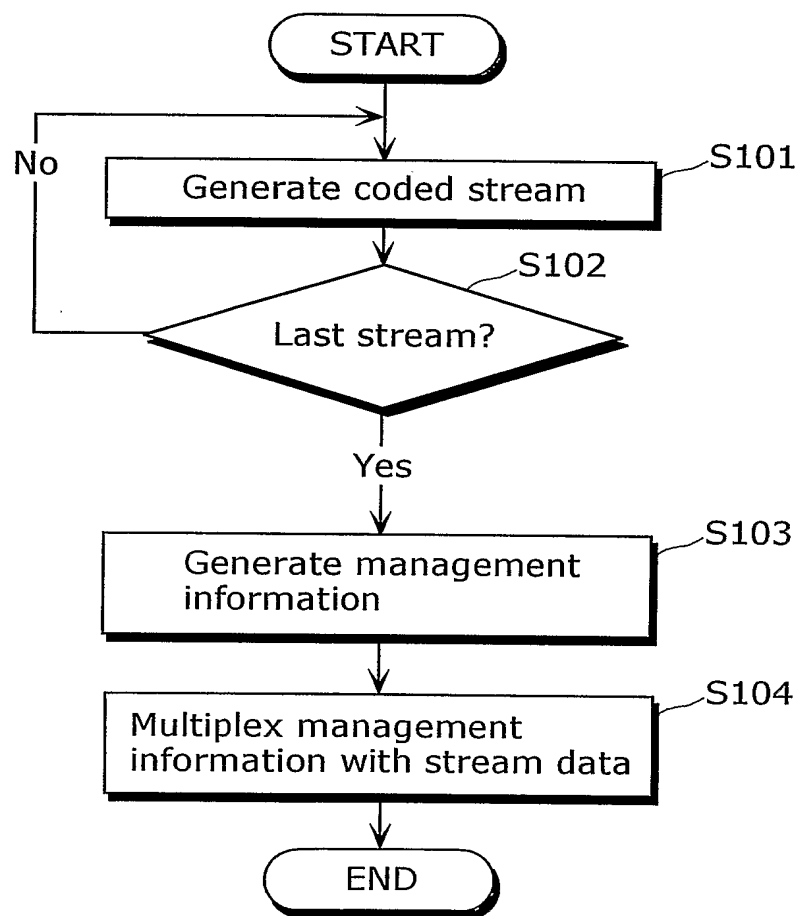 START
No
Generate coded stream
S101
S102
Last stream?
Yes
S103
Generate management
information
S104
Multiplex management
information with stream data
END